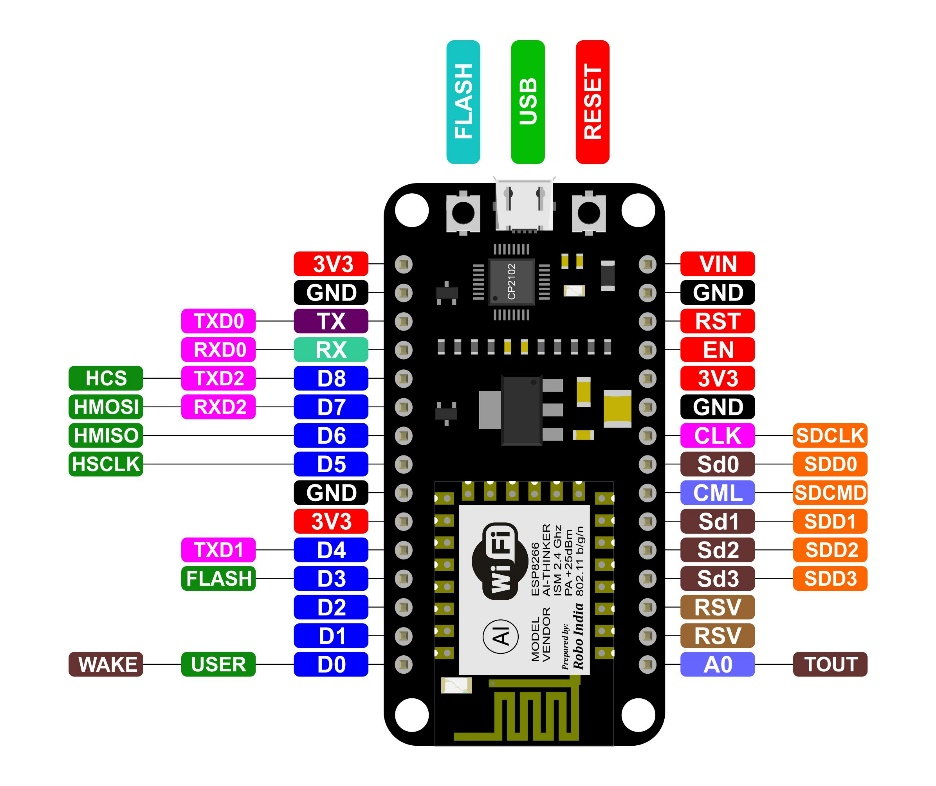 FLASH
USB
RESET
CP2102
3V3
VIN
GND
GND
TXD0 TX
RST
RXD0 RX
EN
HCS TXD2 D8
3V3
HMOSI RXD2 D7
GND
HMISO D6
CLK SDCLK
HSCLK D5
Sd0 SDD0
GND
CML SDCMD
3V3
Sd1 SDD1
TXD1 D4
Sd2 SDD2
FLASH D3
Sd3 SDD3
D2
RSV
D1
RSV
WAKE USER D0
A0 TOUT
WiFi
AI
MODEL ESP8266
VENDOR AI-THINKER
ISM 2.4 Ghz
PA +25dBm
802.11 b/g/n
Prepared by:
Robo India